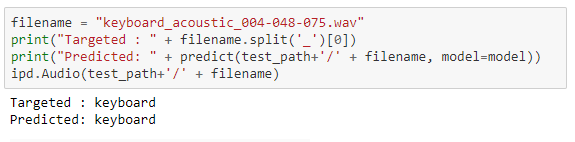 filename = "keyboard_acoustic_004-048-075.wav"
print("Targeted : " + filename.split('_')[0])
print("Predicted: " + predict(test_path+'/' + filename, model=model))
ipd.Audio(test_path+'/' + filename)
Targeted : keyboard
Predicted: keyboard